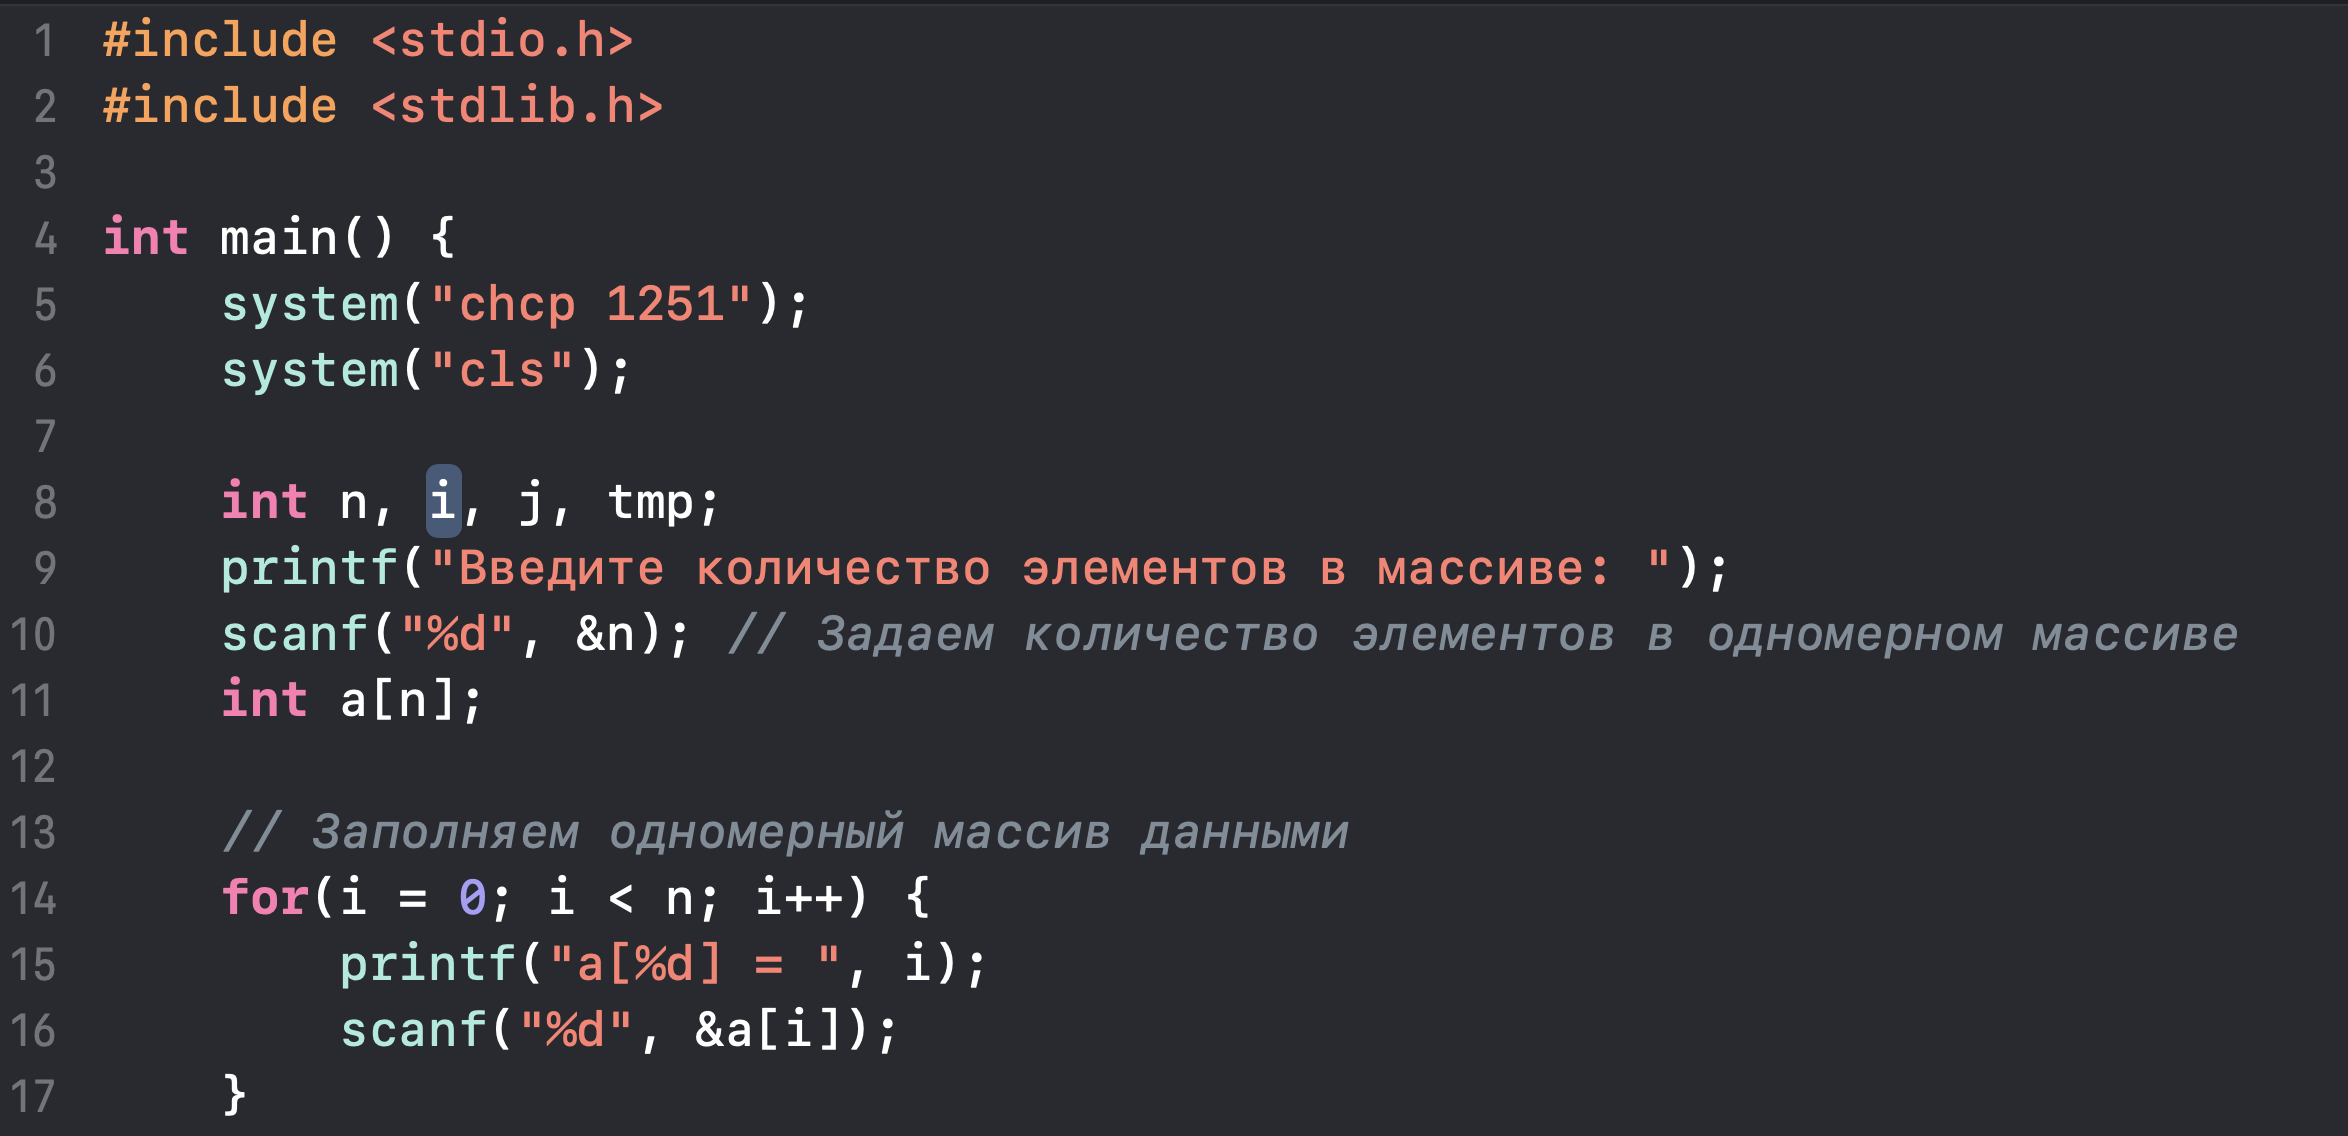 1 #include <stdio.h>
2 #include <stdlib.h>
3
4 int main() {
5     system("chcp 1251");
6     system("cls");
7
8     int n, i, j, tmp;
9     printf("Введите количество элементов в массиве: ");
10     scanf("%d", &n); // Задаем количество элементов в одномерном массиве
11     int a[n];
12
13     // Заполняем одномерный массив данными
14     for(i = 0; i < n; i++) {
15         printf("a[%d] = ", i);
16         scanf("%d", &a[i]);
17     }